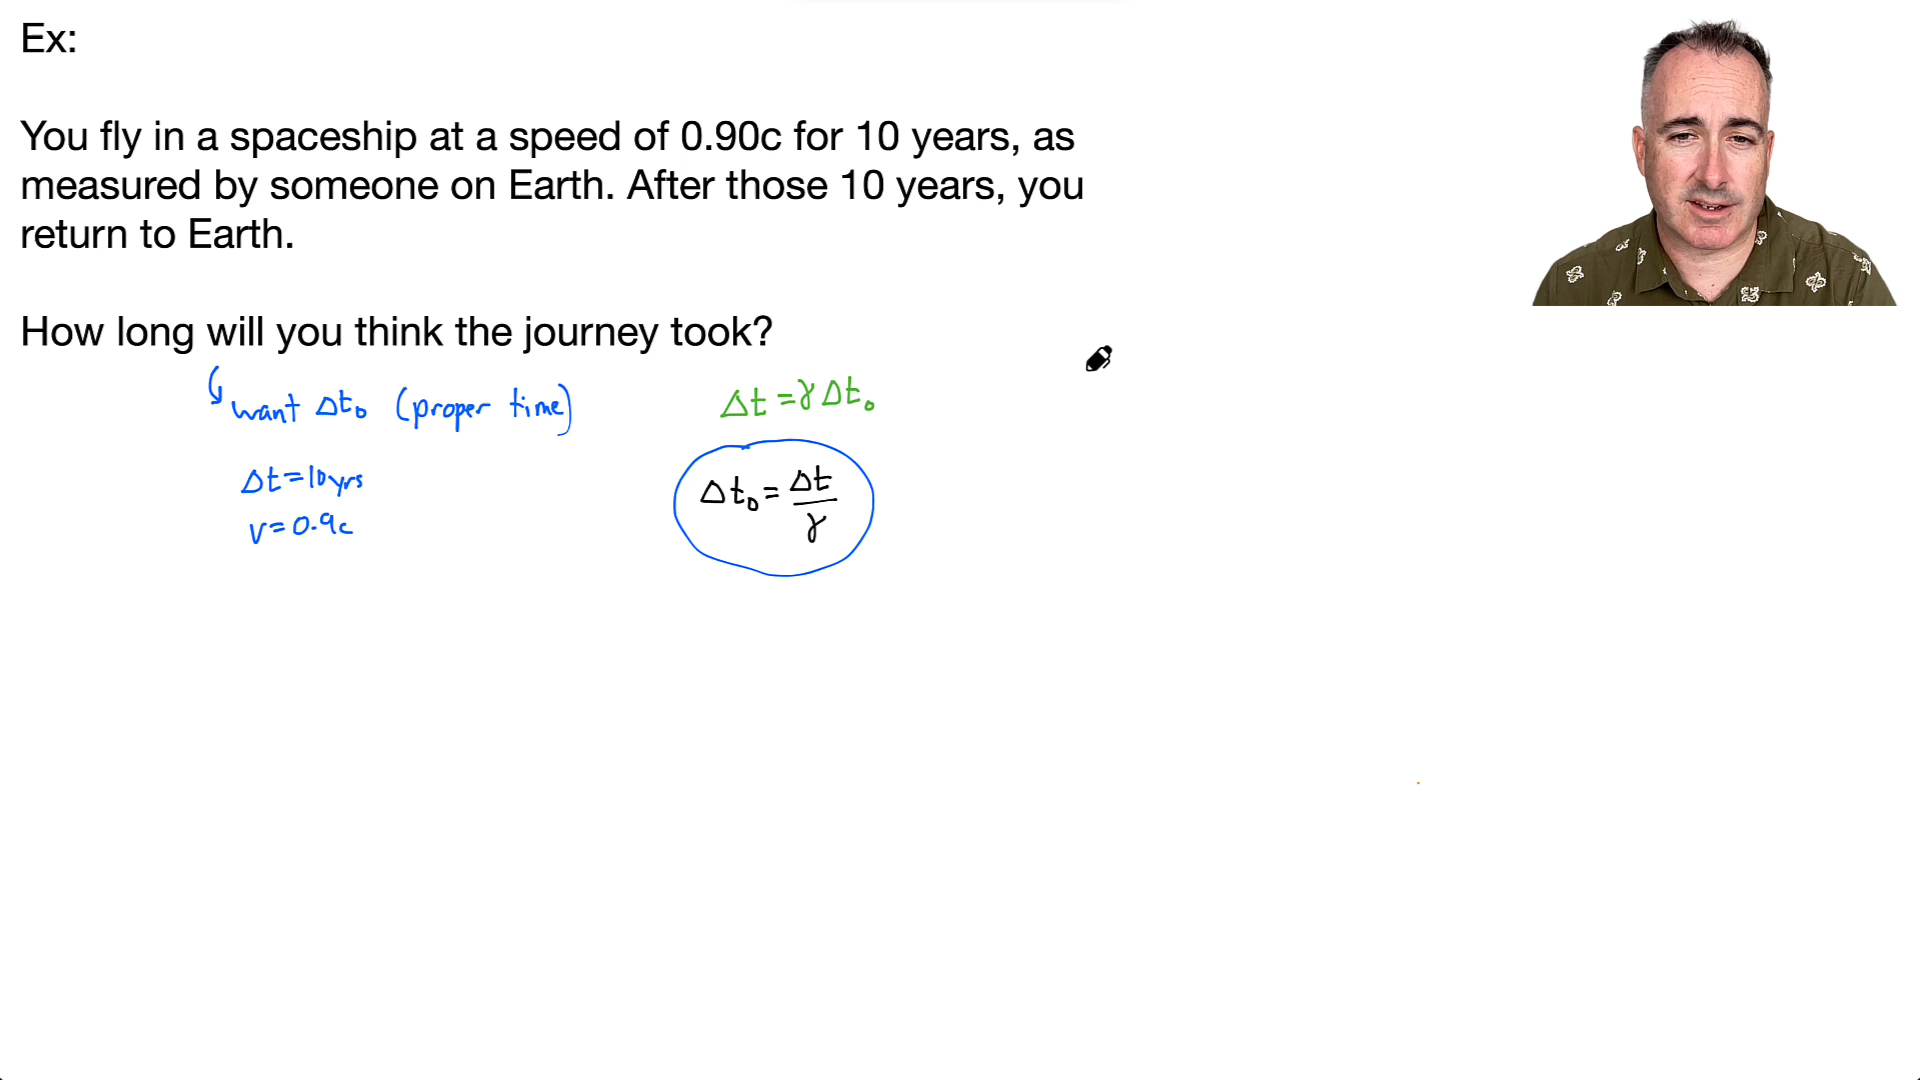 Ex:
You fly in a spaceship at a speed of 0.90c for 10 years, as
measured by someone on Earth. After those 10 years, you
return to Earth.
How long will you think the journey took?
want Δt₀ (proper time)
Δt = γ Δt₀
Δt = 10yrs
v = 0.9c
Δt₀ = Δt/γ